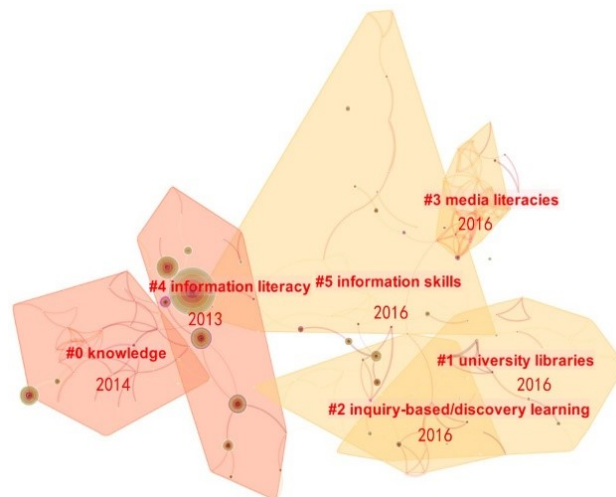 #3 media literacies
2016
#4 information literacy
2013
#5 information skills
2016
#0 knowledge
2014
#1 university libraries
2016
#2 inquiry-based/discovery learning
2016